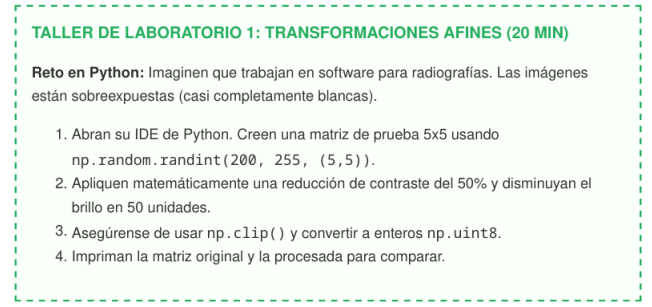 TALLER DE LABORATORIO 1: TRANSFORMACIONES AFINES (20 MIN)
Reto en Python: Imaginen que trabajan en software para radiografías. Las imágenes
están sobreexpuestas (casi completamente blancas).
1. Abran su IDE de Python. Creen una matriz de prueba 5x5 usando
np.random.randint(200, 255, (5,5)).
2. Apliquen matemáticamente una reducción de contraste del 50% y disminuyan el
brillo en 50 unidades.
3. Asegúrense de usar np.clip() y convertir a enteros np.uint8.
4. Impriman la matriz original y la procesada para comparar.